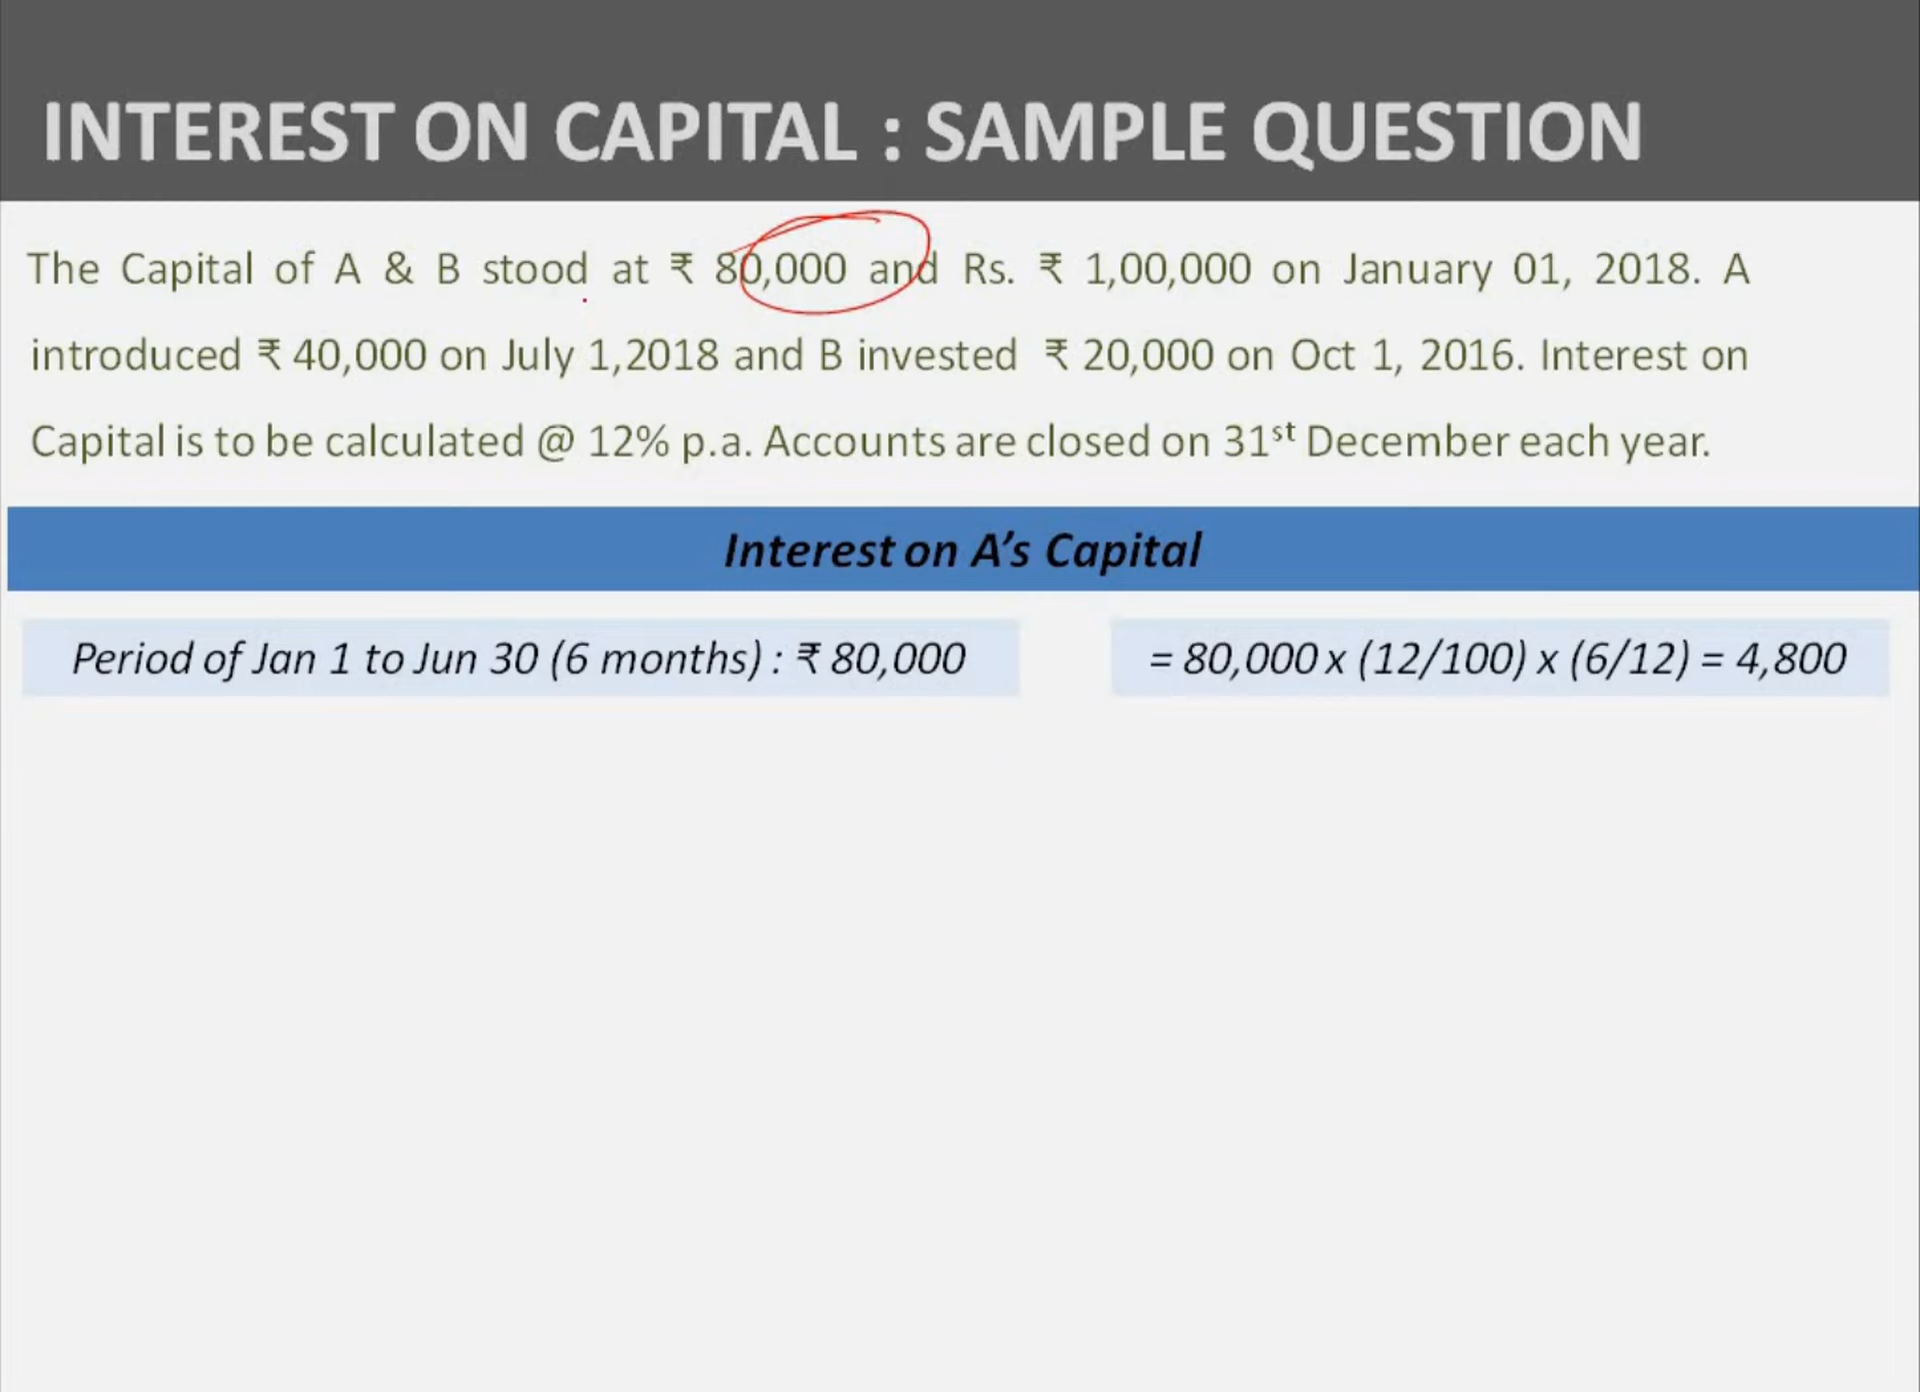 INTEREST ON CAPITAL : SAMPLE QUESTION
The Capital of A & B stood at ₹ 80,000 and Rs. ₹ 1,00,000 on January 01, 2018. A
introduced ₹ 40,000 on July 1,2018 and B invested ₹ 20,000 on Oct 1, 2016. Interest on
Capital is to be calculated @ 12% p.a. Accounts are closed on 31st December each year.
Interest on A’s Capital
Period of Jan 1 to Jun 30 (6 months) : ₹ 80,000
= 80,000 x (12/100) x (6/12) = 4,800